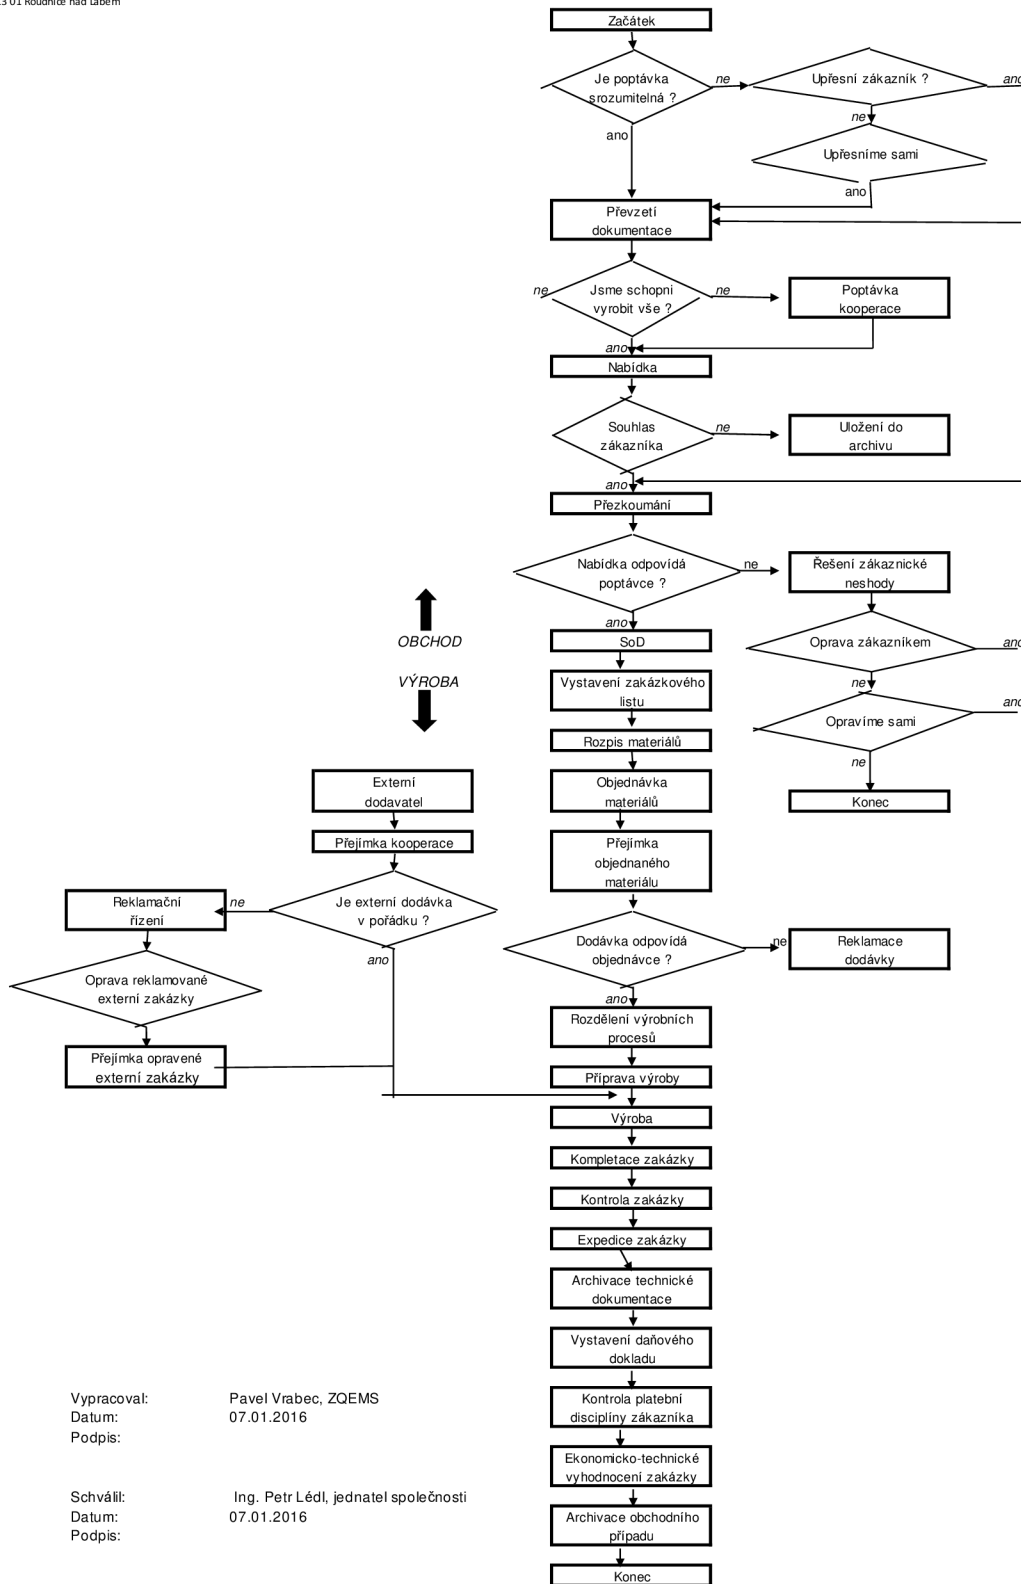 01 Roudnice nad Labem
Začátek
Je poptávka
srozumitelná ?
ne
Upřesní zákazník ?
ano
ano
ne
Upřesníme sami
ano
Převzetí
dokumentace
ne
Jsme schopni
vyrobit vše ?
ne
Poptávka
kooperace
ano
Nabídka
Souhlas
zákazníka
ne
Uložení do
archivu
ano
Přezkoumání
Nabídka odpovídá
poptávce ?
ne
Řešení zákaznické
neshody
ano
OBCHOD
SoD
Oprava zákazníkem
ano
VÝROBA
Vystavení zakázkového
listu
ne
Opravíme sami
ano
Rozpis materiálů
ne
Externí
dodavatel
Objednávka
materiálů
Konec
Přejímka kooperace
Přejímka
objednaného
materiálu
Reklamační
řízení
ne
Je externí dodávka
v pořádku ?
ano
Dodávka odpovídá
objednávce ?
ne
Reklamace
dodávky
Oprava reklamované
externí zakázky
ano
Rozdělení výrobních
procesů
Přejímka opravené
externí zakázky
Příprava výroby
Výroba
Kompletace zakázky
Kontrola zakázky
Expedice zakázky
Archivace technické
dokumentace
Vystavení daňového
dokladu
Vypracoval: Pavel Vrabec, ZQEMS
Datum: 07.01.2016
Podpis:
Kontrola platební
disciplíny zákazníka
Ekonomicko-technické
vyhodnocení zakázky
Schválil: Ing. Petr Lédl, jednatel společnosti
Datum: 07.01.2016
Podpis:
Archivace obchodního
případu
Konec